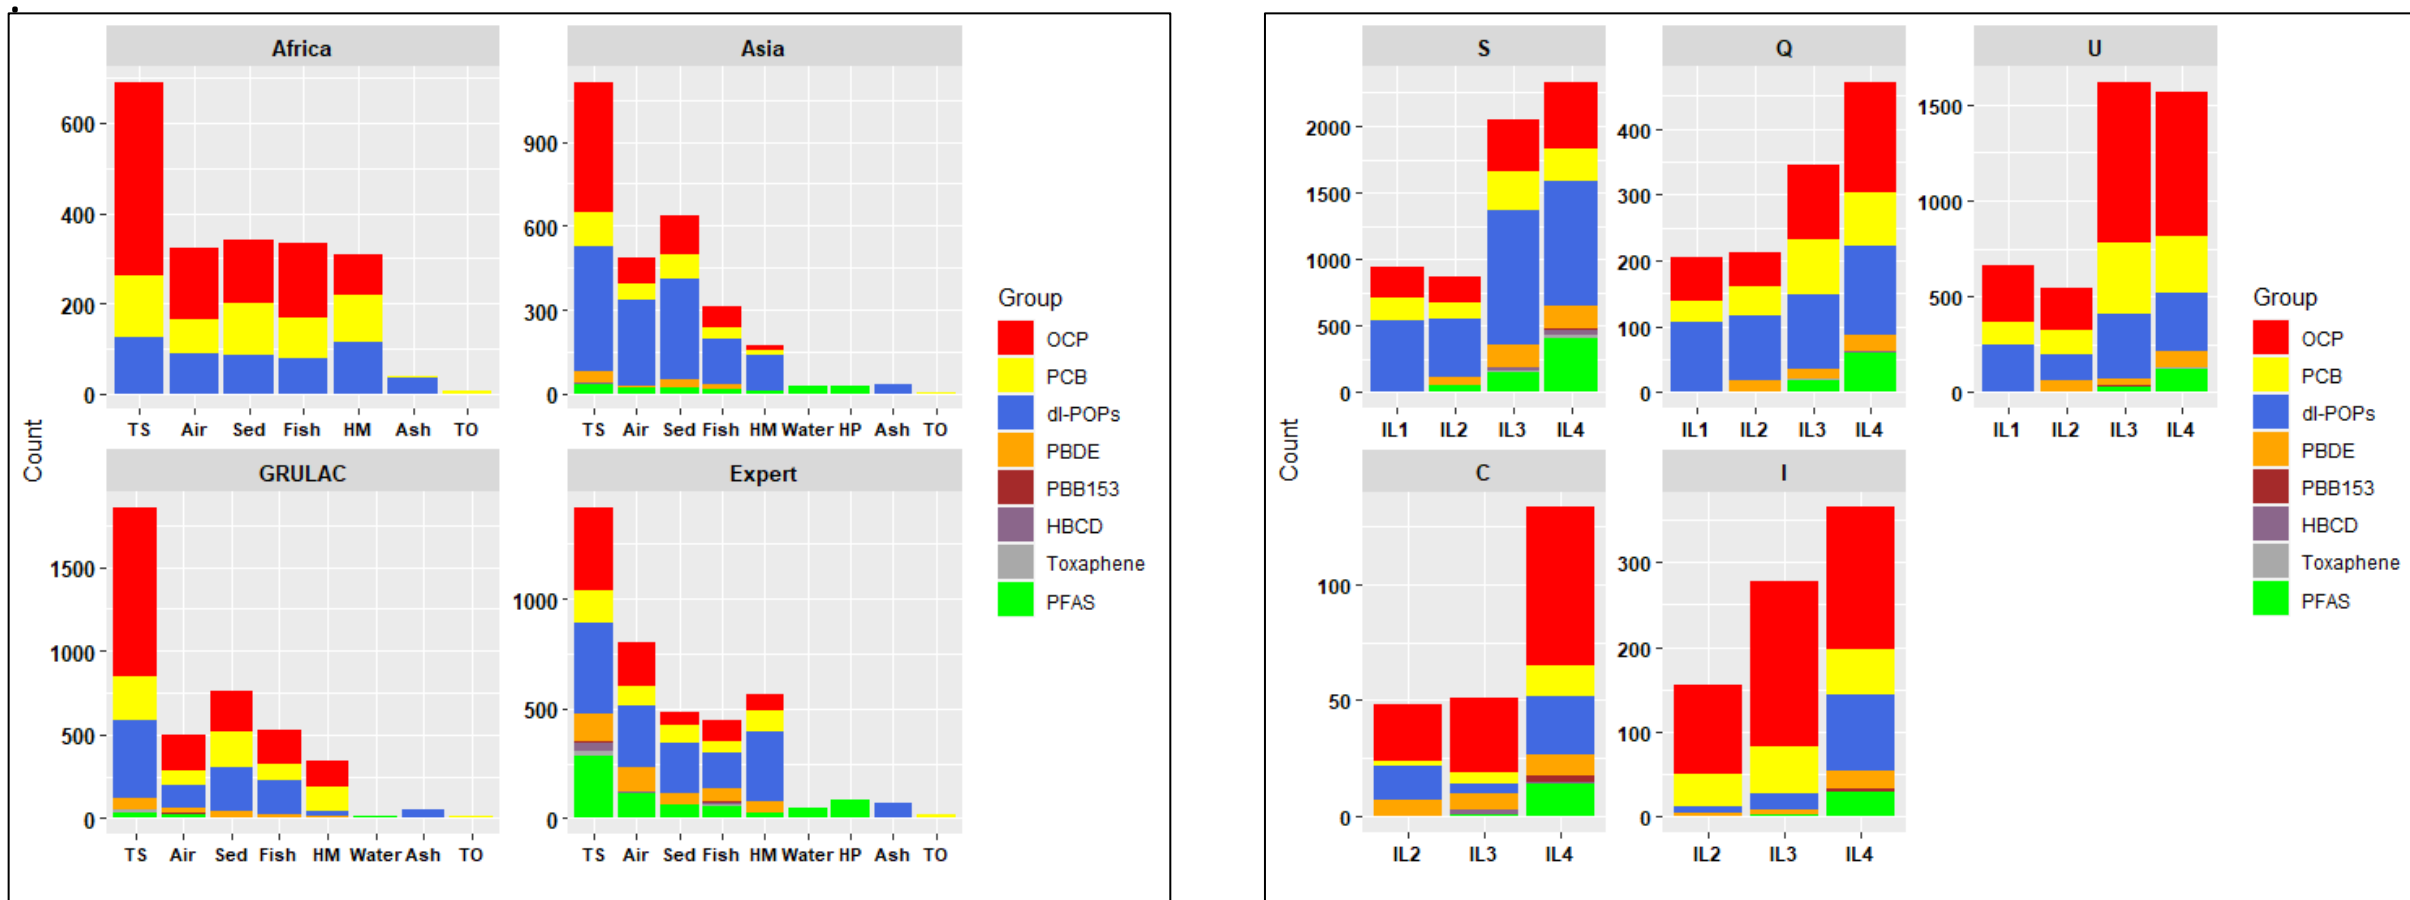 Africa
Asia
600
400
200
0
TS Air Sed Fish HM Ash TO
900
600
300
0
TS Air Sed Fish HM Water HP Ash TO
Count
GRULAC
Expert
1500
1000
500
0
TS Air Sed Fish HM Water Ash TO
1000
500
0
TS Air Sed Fish HM Water HP Ash TO
Group
OCP
PCB
dl-POPs
PBDE
PBB153
HBCD
Toxaphene
PFAS
S
Q
U
2000
1500
1000
500
0
IL1 IL2 IL3 IL4
400
300
200
100
0
IL1 IL2 IL3 IL4
1500
1000
500
0
IL1 IL2 IL3 IL4
Count
C
I
100
50
0
IL2 IL3 IL4
300
200
100
0
IL2 IL3 IL4
Group
OCP
PCB
dl-POPs
PBDE
PBB153
HBCD
Toxaphene
PFAS